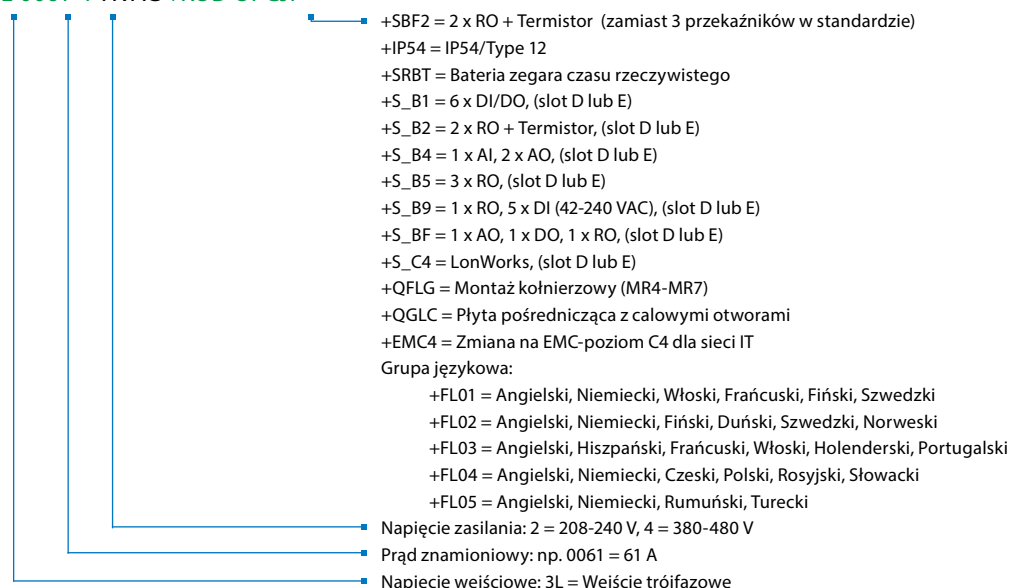 +SBF2 = 2 x RO + Termistor (zamiast 3 przekaźników w standardzie)
+IP54 = IP54/Type 12
+SRBT = Bateria zegara czasu rzeczywistego
+S_B1 = 6 x DI/DO, (slot D lub E)
+S_B2 = 2 x RO + Termistor, (slot D lub E)
+S_B4 = 1 x AI, 2 x AO, (slot D lub E)
+S_B5 = 3 x RO, (slot D lub E)
+S_B9 = 1 x RO, 5 x DI (42-240 VAC), (slot D lub E)
+S_BF = 1 x AO, 1 x DO, 1 x RO, (slot D lub E)
+S_C4 = LonWorks, (slot D lub E)
+QFLG = Montaż kołnierzowy (MR4-MR7)
+QGLC = Płyta pośrednicząca z calowymi otworami
+EMC4 = Zmiana na EMC-poziom C4 dla sieci IT
Grupa językowa:
+FL01 = Angielski, Niemiecki, Włoski, Frańcuski, Fiński, Szwedzki
+FL02 = Angielski, Niemiecki, Fiński, Duński, Szwedzki, Norweski
+FL03 = Angielski, Hiszpański, Frańcuski, Włoski, Holenderski, Portugalski
+FL04 = Angielski, Niemiecki, Czeski, Polski, Rosyjski, Słowacki
+FL05 = Angielski, Niemiecki, Rumuński, Turecki
Napięcie zasilania: 2 = 208-240 V, 4 = 380-480 V
Prąd znamionowy: np. 0061 = 61 A
Napięcie wejściowe: 3L = Wejście trójfazowe